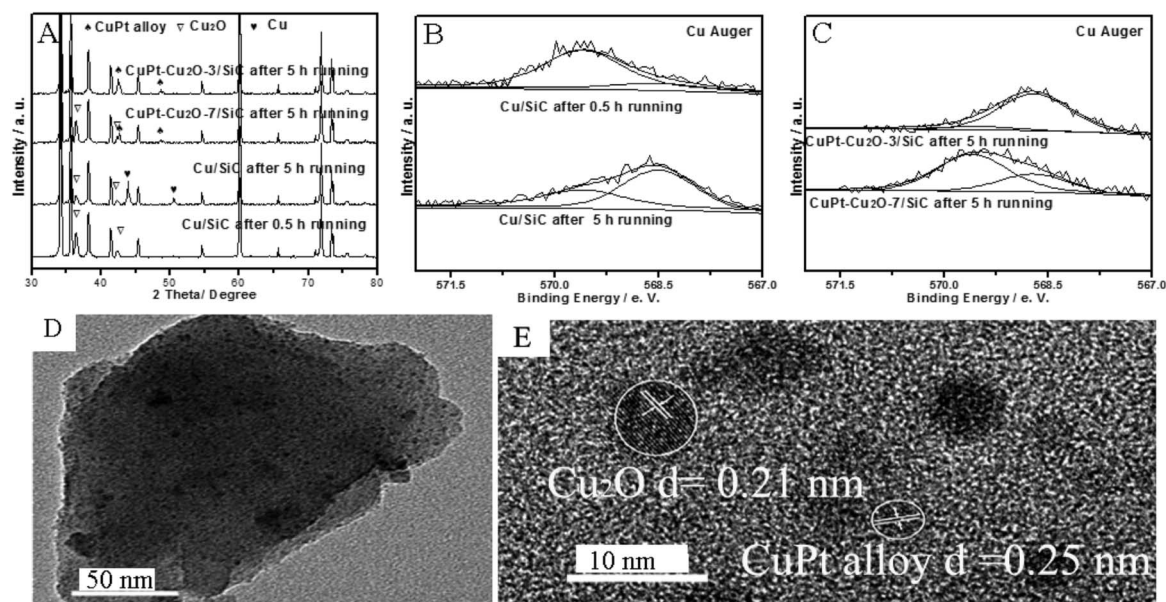 A
♠ CuPt alloy ▽ Cu₂O ♥ Cu
CuPt-Cu₂O-3/SiC after 5 h running
CuPt-Cu₂O-7/SiC after 5 h running
Cu/SiC after 5h running
Cu/SiC after 0.5 h running
Intensity / a. u.
30 40 50 60 70 80
2 Theta/ Degree
B
Cu Auger
Cu/SiC after 0.5 h running
Cu/SiC after 5 h running
Intensity / a. u.
571.5 570.0 568.5 567.0
Binding Energy / e. V.
C
Cu Auger
CuPt-Cu₂O-3/SiC after 5 h running
CuPt-Cu₂O-7/SiC after 5 h running
Intensity / a. u.
571.5 570.0 568.5 567.0
Binding Energy / e. V.
D
50 nm
E
Cu₂O d= 0.21 nm
CuPt alloy d =0.25 nm
10 nm